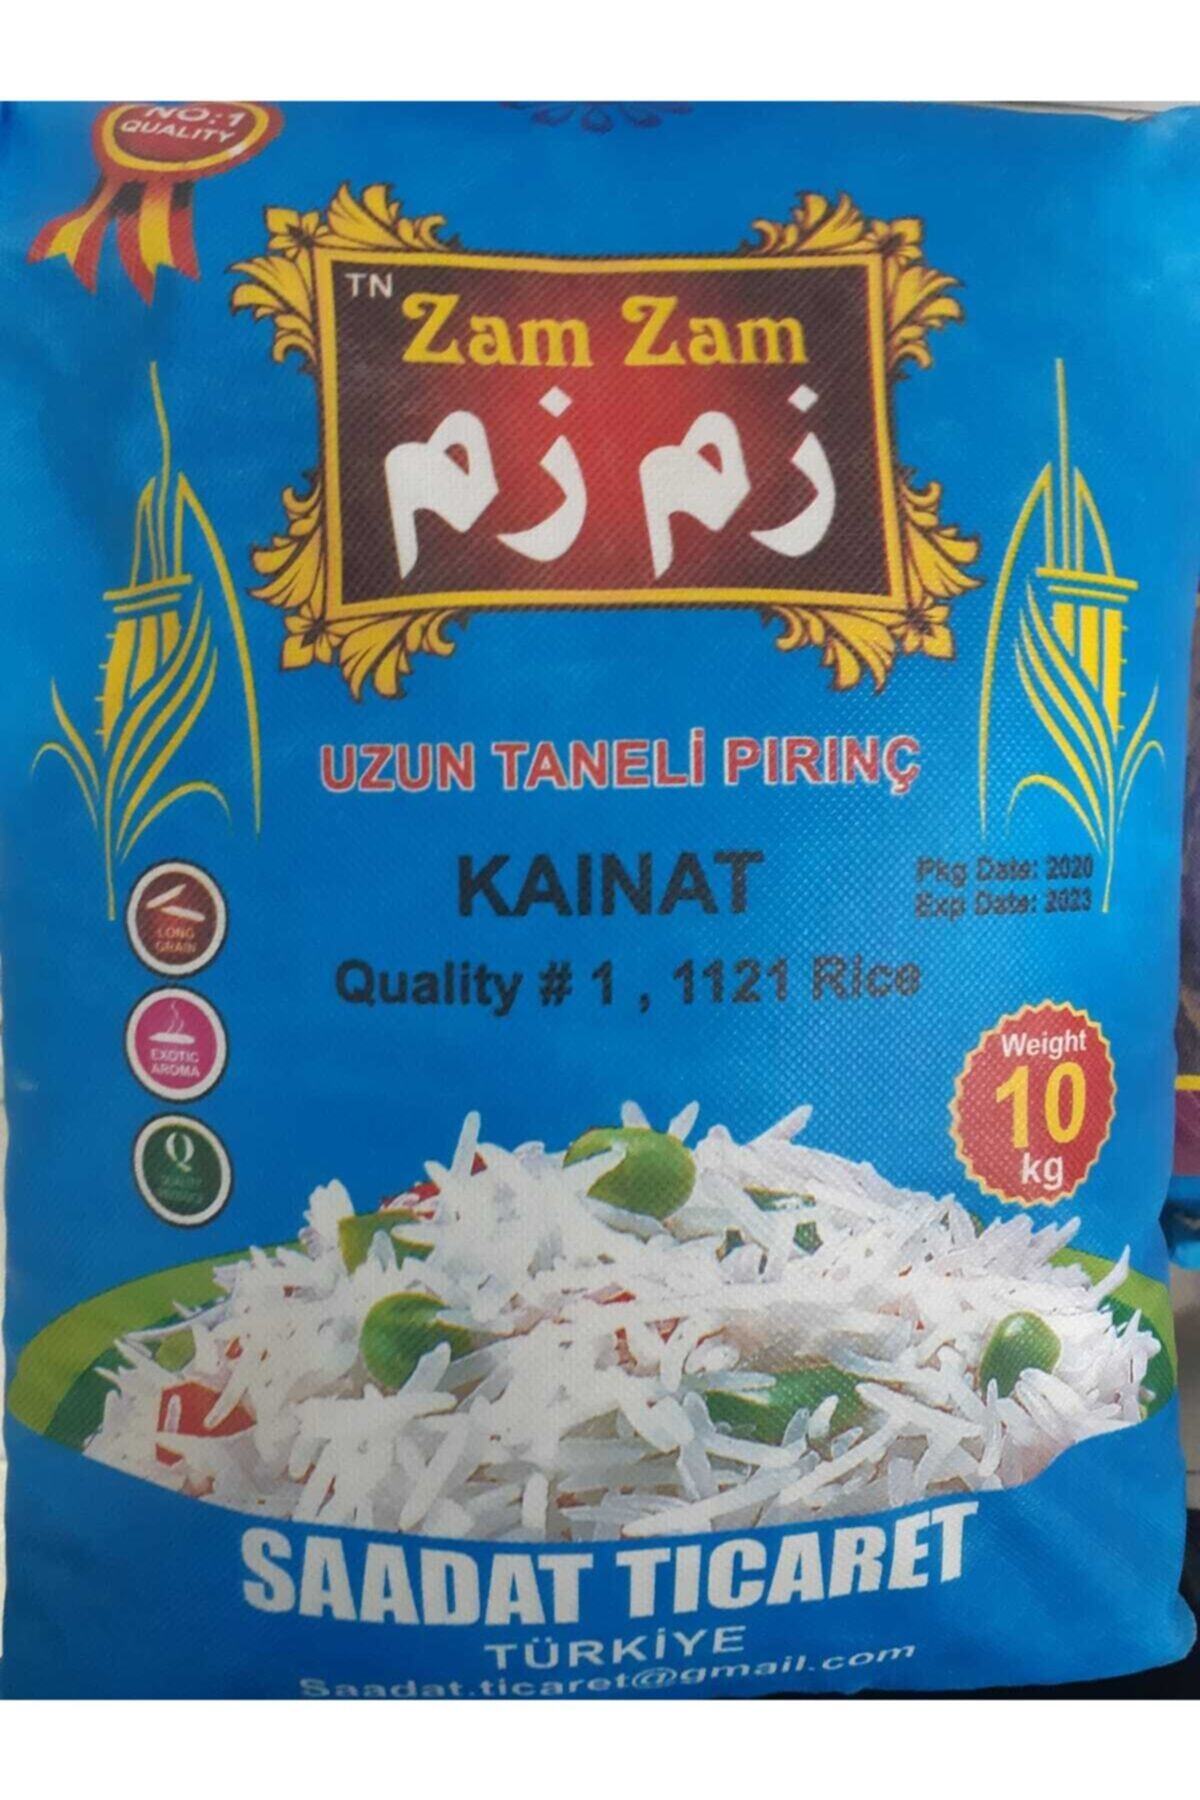 NO:1
QUALITY
TN
Zam Zam
زم زم
UZUN TANELİ PIRINÇ
KAINAT
Pkg Date: 2020
Exp Date: 2023
Quality # 1 , 1121 Rice
LONG
GRAIN
EXOTIC
AROMA
Weight
10
kg
Q
QUALITY
SAADAT TICARET
TÜRKİYE
Saadat.ticaret@gmail.com